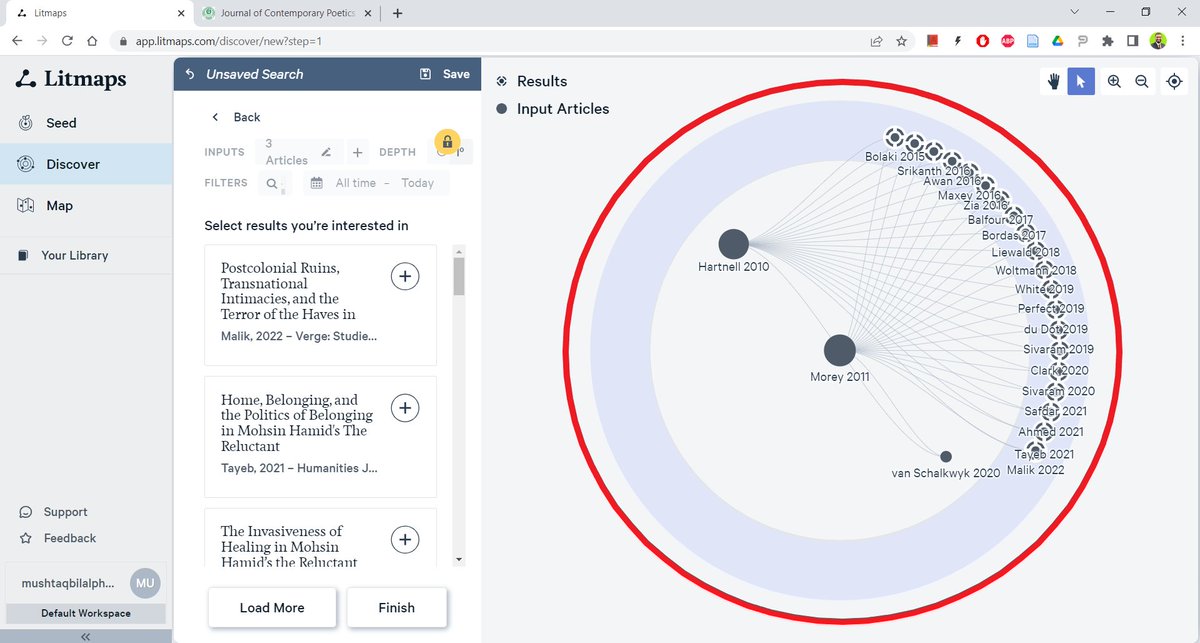 Litmaps
Journal of Contemporary Poetics
app.litmaps.com/discover/new?step=1
ABP
Litmaps
Seed
Discover
Map
Your Library
Support
Feedback
mushtaqbilalph...
MU
Default Workspace
Unsaved Search
Save
Back
INPUTS
3
Articles
DEPTH
FILTERS
All time – Today
Select results you're interested in
Postcolonial Ruins,
Transnational
Intimacies, and the
Terror of the Haves in
Malik, 2022 – Verge: Studie...
Home, Belonging, and
the Politics of Belonging
in Mohsin Hamid's The
Reluctant
Tayeb, 2021 – Humanities J...
The Invasiveness of
Healing in Mohsin
Hamid's the Reluctant
Load More
Finish
Results
Input Articles
Bolaki 2015
Srikanth 2016
Awan 2016
Maxey 2016
Zia 2016
Balfour 2017
Bordas 2017
Liewald 2018
Woltmann 2018
White 2019
Perfect 2019
du Dot 2019
Sivaram 2019
Clark 2020
Sivaram 2020
Safdar 2021
Ahmed 2021
Tayeb 2021
Malik 2022
Hartnell 2010
Morey 2011
van Schalkwyk 2020